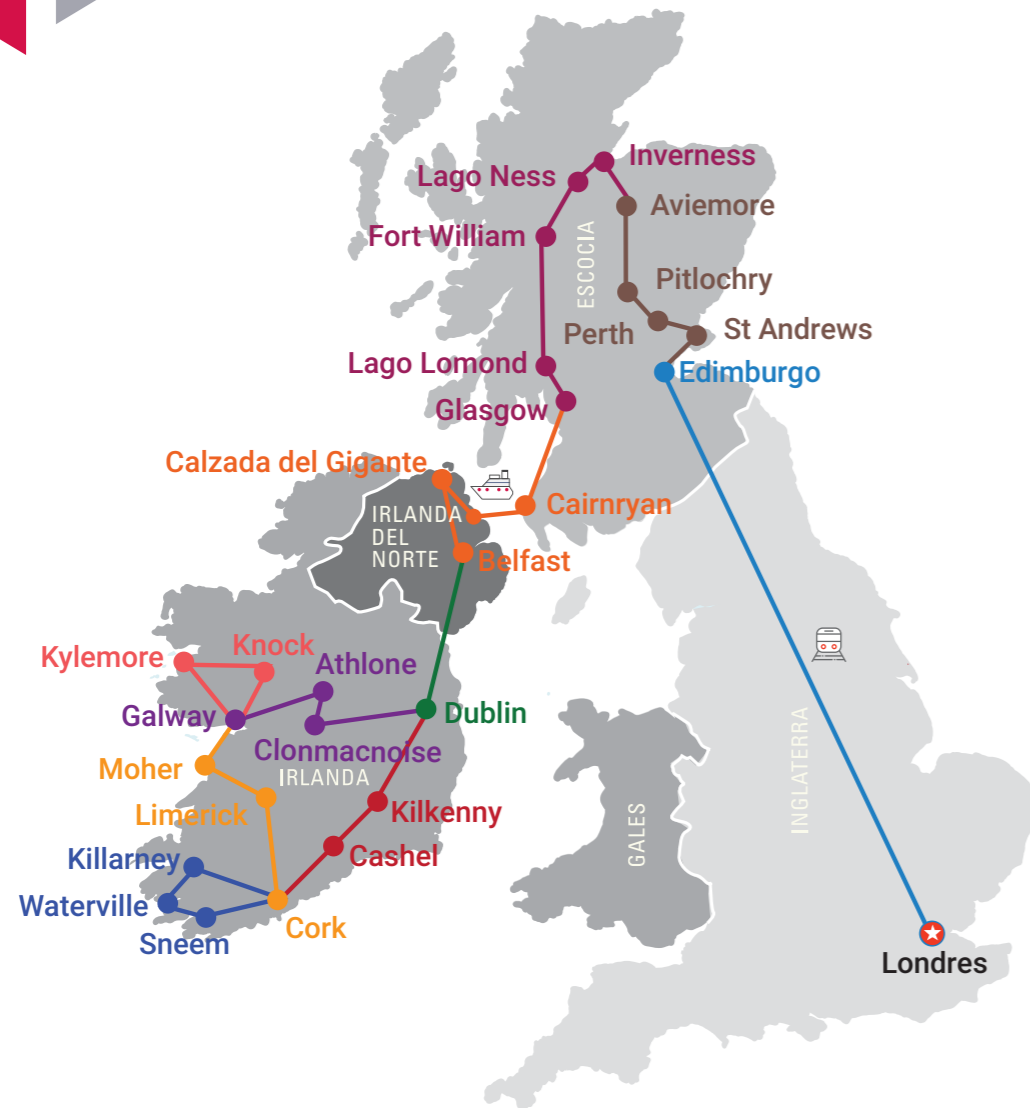 Inverness
Lago Ness
Aviemore
Fort William
ESCOCIA
Pitlochry
Perth
St Andrews
Lago Lomond
Edimburgo
Glasgow
Calzada del Gigante
Cairnryan
IRLANDA
DEL
NORTE
Belfast
Knock
Kylemore
Athlone
Galway
Dublin
Clonmacnoise
Moher
IRLANDA
INGLATERRA
Limerick
Kilkenny
GALES
Killarney
Cashel
Waterville
Cork
Sneem
Londres